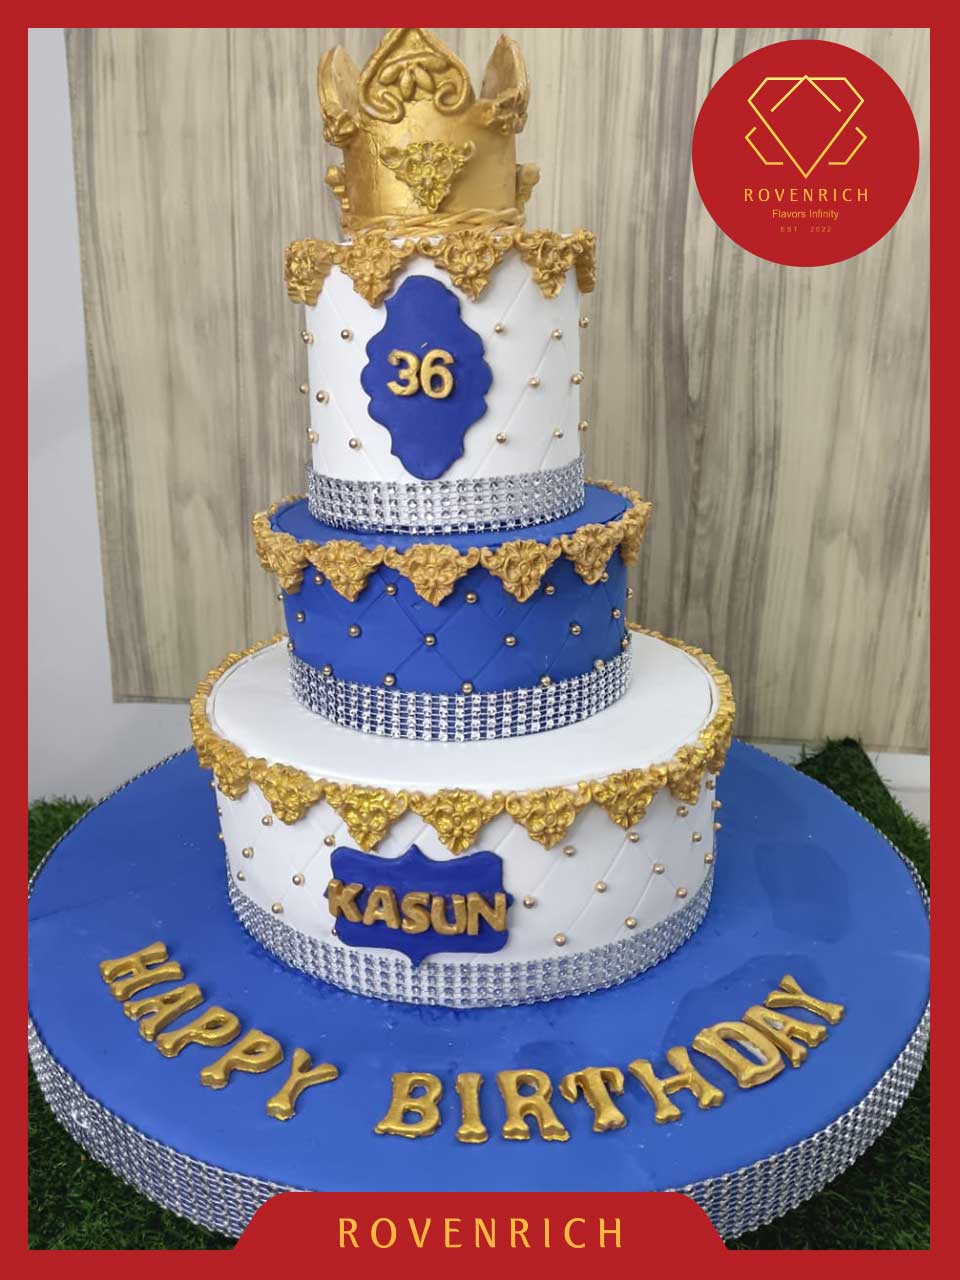 ROVENRICH
Flavors Infinity
EST 2022
36
KASUN
HAPPY BIRTHDAY
ROVENRICH